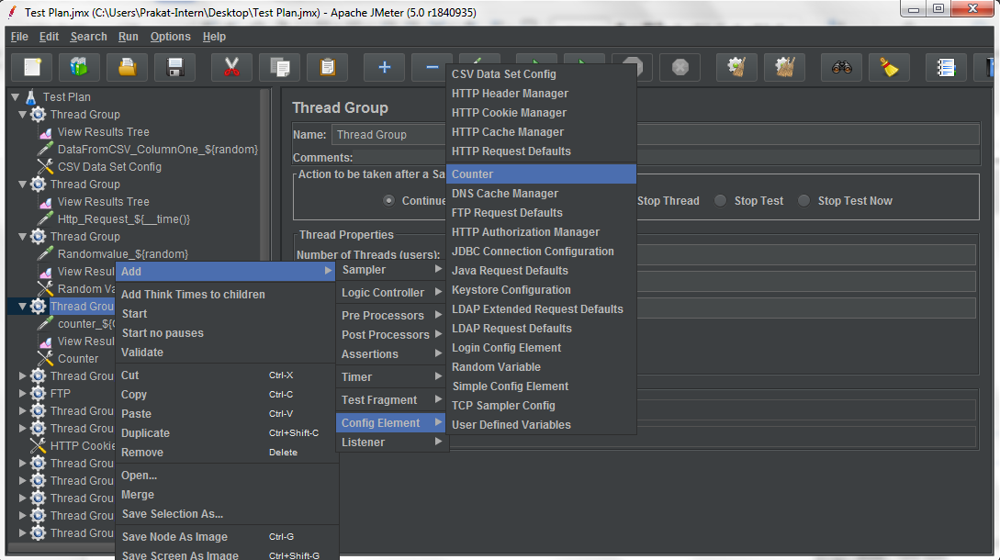 Test Plan.jmx (C:\Users\Prakat-Intern\Desktop\Test Plan.jmx) - Apache JMeter (5.0 r1840935)
File Edit Search Run Options Help
Test Plan
Thread Group
View Results Tree
DataFromCSV_ColumnOne_${random}
CSV Data Set Config
Thread Group
View Results Tree
Http_Request_${__time()}
Thread Group
Randomvalue_${random}
View Resul
Random Va
Thread Grou
counter_${
View Resul
Counter
Thread Grou
FTP
Thread Grou
Thread Grou
HTTP Cookie
Thread Grou
Thread Grou
Thread Grou
Thread Grou
Thread Grou
Thread Group
Name: Thread Group
Comments:
Action to be taken after a Sa
Continue
Stop Thread
Stop Test
Stop Test Now
Thread Properties
Number of Threads (users):
Add
Add Think Times to children
Start
Start no pauses
Validate
Cut Ctrl-X
Copy Ctrl-C
Paste Ctrl-V
Duplicate Ctrl+Shift-C
Remove Delete
Open...
Merge
Save Selection As...
Save Node As Image Ctrl-G
Save Screen As Image Ctrl+Shift-G
Sampler
Logic Controller
Pre Processors
Post Processors
Assertions
Timer
Test Fragment
Config Element
Listener
CSV Data Set Config
HTTP Header Manager
HTTP Cookie Manager
HTTP Cache Manager
HTTP Request Defaults
Counter
DNS Cache Manager
FTP Request Defaults
HTTP Authorization Manager
JDBC Connection Configuration
Java Request Defaults
Keystore Configuration
LDAP Extended Request Defaults
LDAP Request Defaults
Login Config Element
Random Variable
Simple Config Element
TCP Sampler Config
User Defined Variables